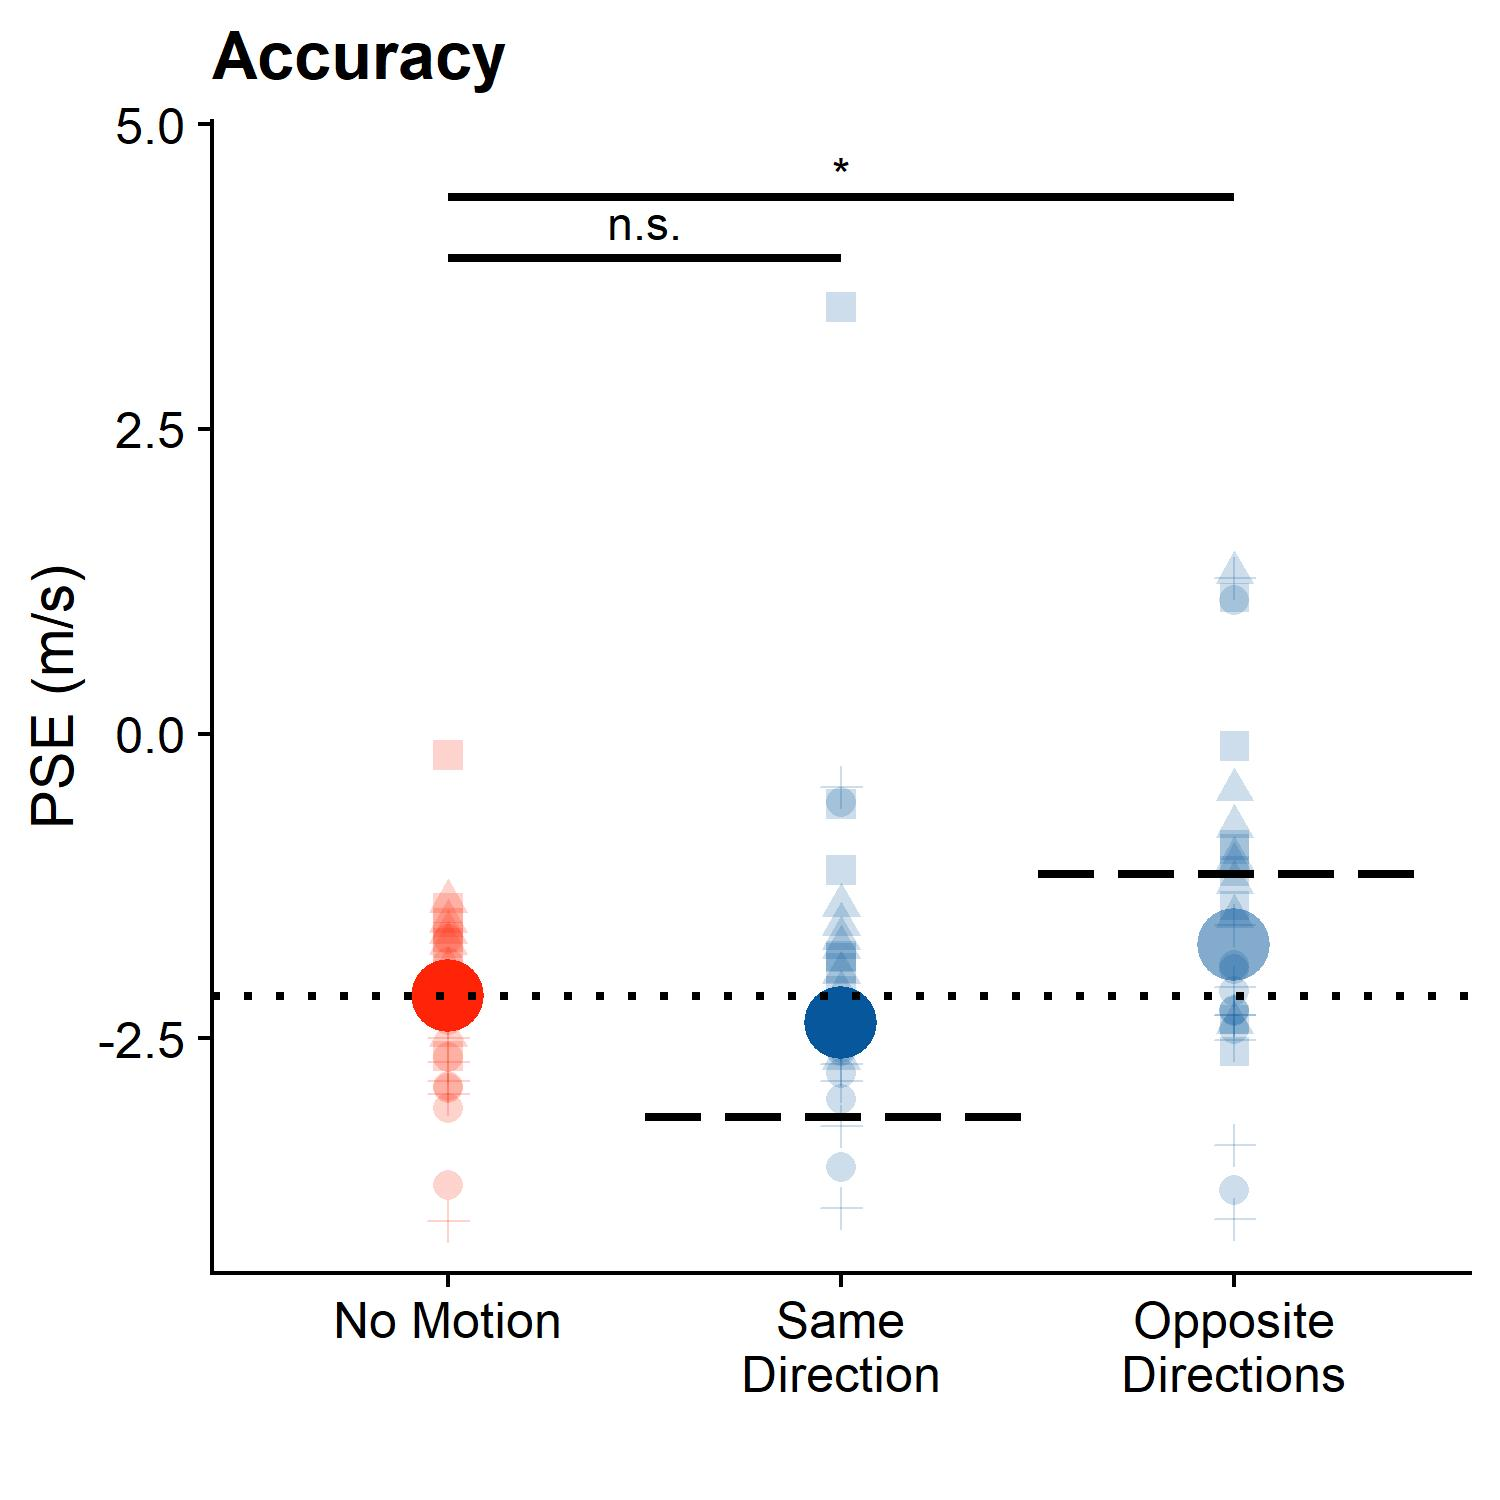 Accuracy
5.0
*
n.s.
2.5
0.0
-2.5
PSE (m/s)
No Motion
Same
Direction
Opposite
Directions